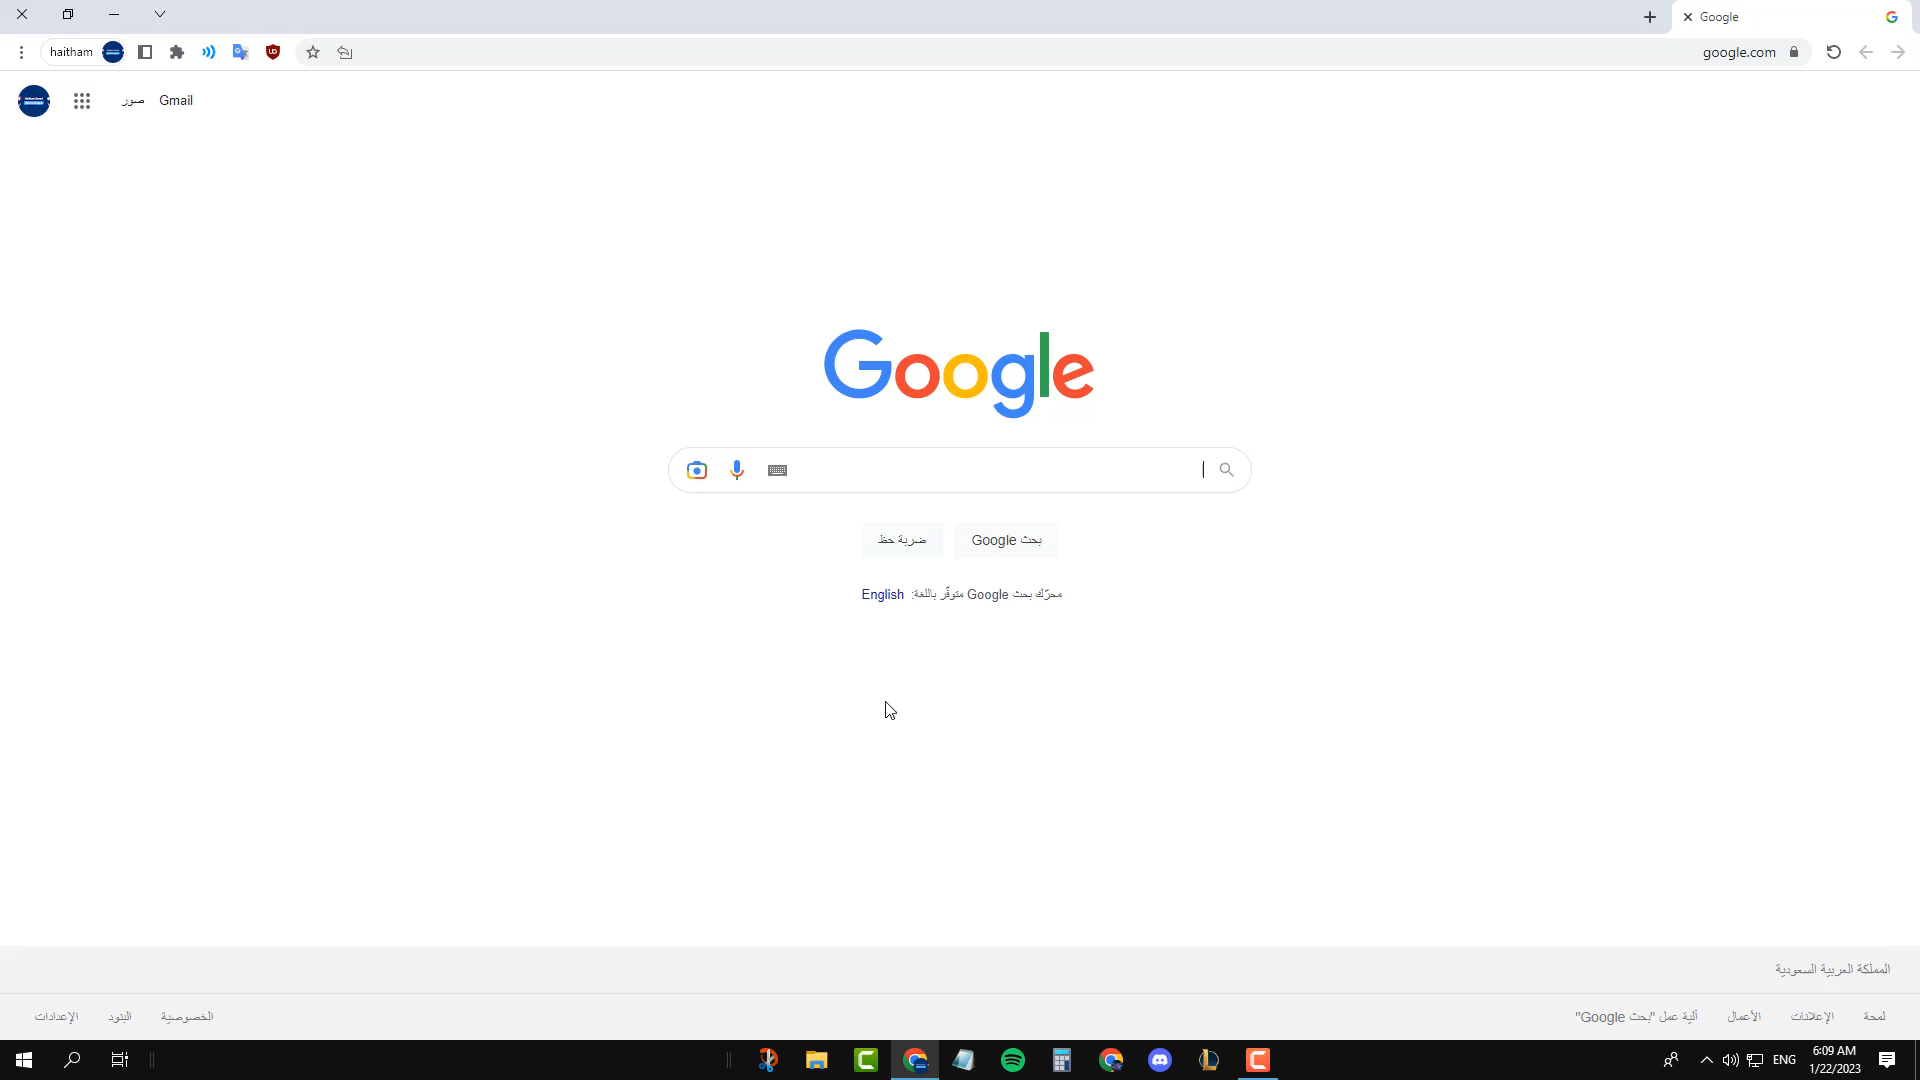 Google
haitham
google.com
Gmail
صور
Google
بحث Google
ضربة حظ
محرّك بحث Google متوفّر باللغة: English
المملكة العربية السعودية
لمحة
الإعلانات
الأعمال
آلية عمل "بحث Google"
الخصوصية
البنود
الإعدادات
ENG
6:09 AM
1/22/2023